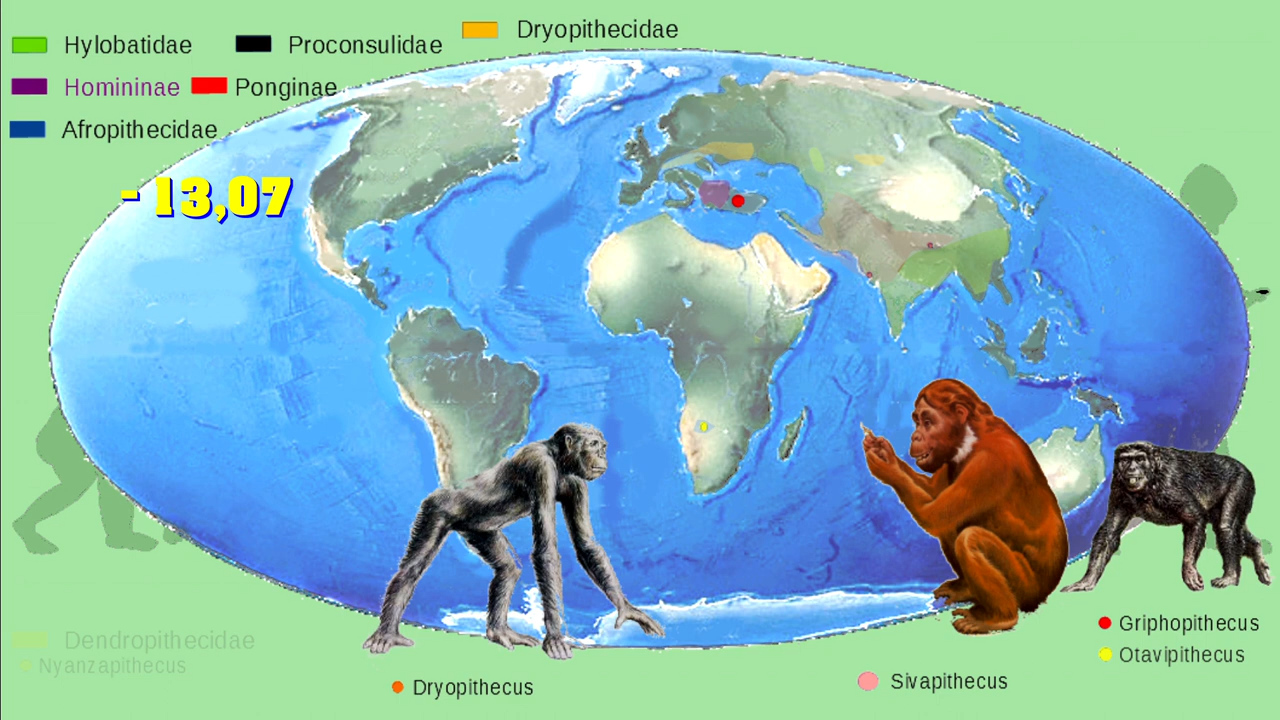 Hylobatidae Proconsulidae Dryopithecidae
Homininae Ponginae
Afropithecidae
- 13,07
Griphopithecus
Dendropithecidae
Otavipithecus
Nyanzapithecus
Dryopithecus
Sivapithecus